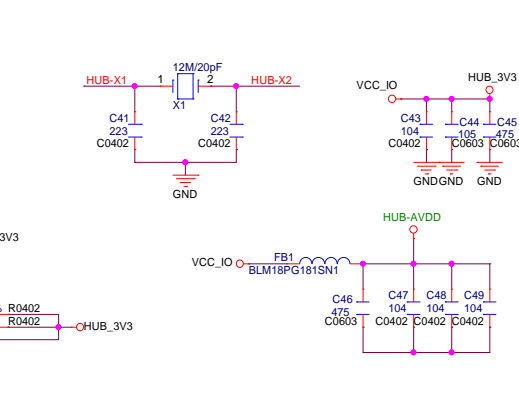 12M/20pF
HUB-X1
1
2
HUB-X2
X1
C41
223
C0402
C42
223
C0402
GND
HUB_3V3
VCC_IO
C43
104
C0402
C44
105
C0603
C45
475
C0603
GND
GND
GND
HUB-AVDD
3V3
VCC_IO
FB1
BLM18PG181SN1
C46
475
C0603
C47
104
C0402
C48
104
C0402
C49
104
C0402
R0402
R0402
HUB_3V3